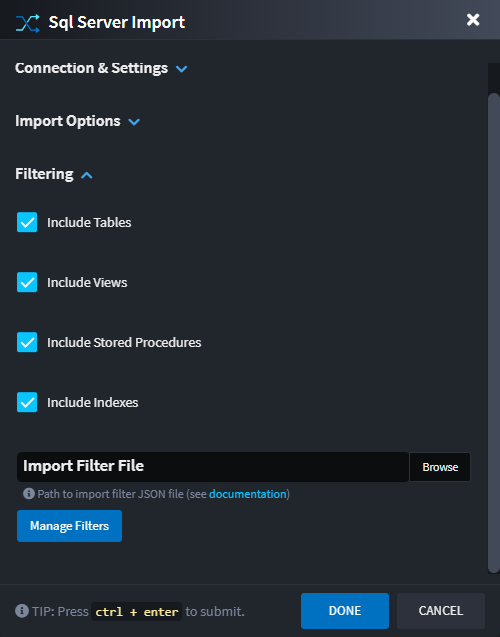 Sql Server Import
Connection & Settings
Import Options
Filtering
Include Tables
Include Views
Include Stored Procedures
Include Indexes
Import Filter File
Browse
Path to import filter JSON file (see documentation)
Manage Filters
TIP: Press ctrl + enter to submit.
DONE
CANCEL